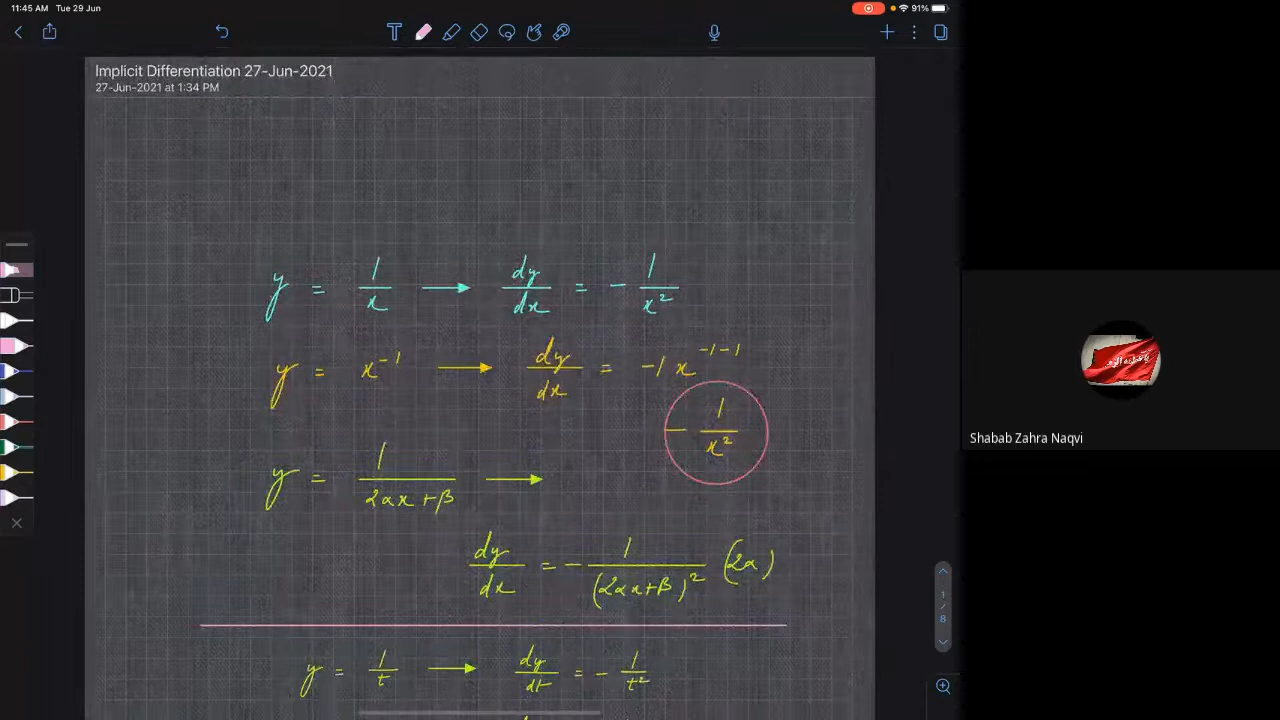 11:45 AM Tue 29 Jun
91%
Implicit Differentiation 27-Jun-2021
27-Jun-2021 at 1:34 PM
y = 1/x → dy/dx = - 1/x²
y = x⁻¹ → dy/dx = -1 x⁻¹⁻¹
- 1/x²
y = 1/(2αx+β) →
dy/dx = - 1/(2αx+β)² (2α)
y = 1/t → dy/dt = - 1/t²
1
/
8
Shabab Zahra Naqvi